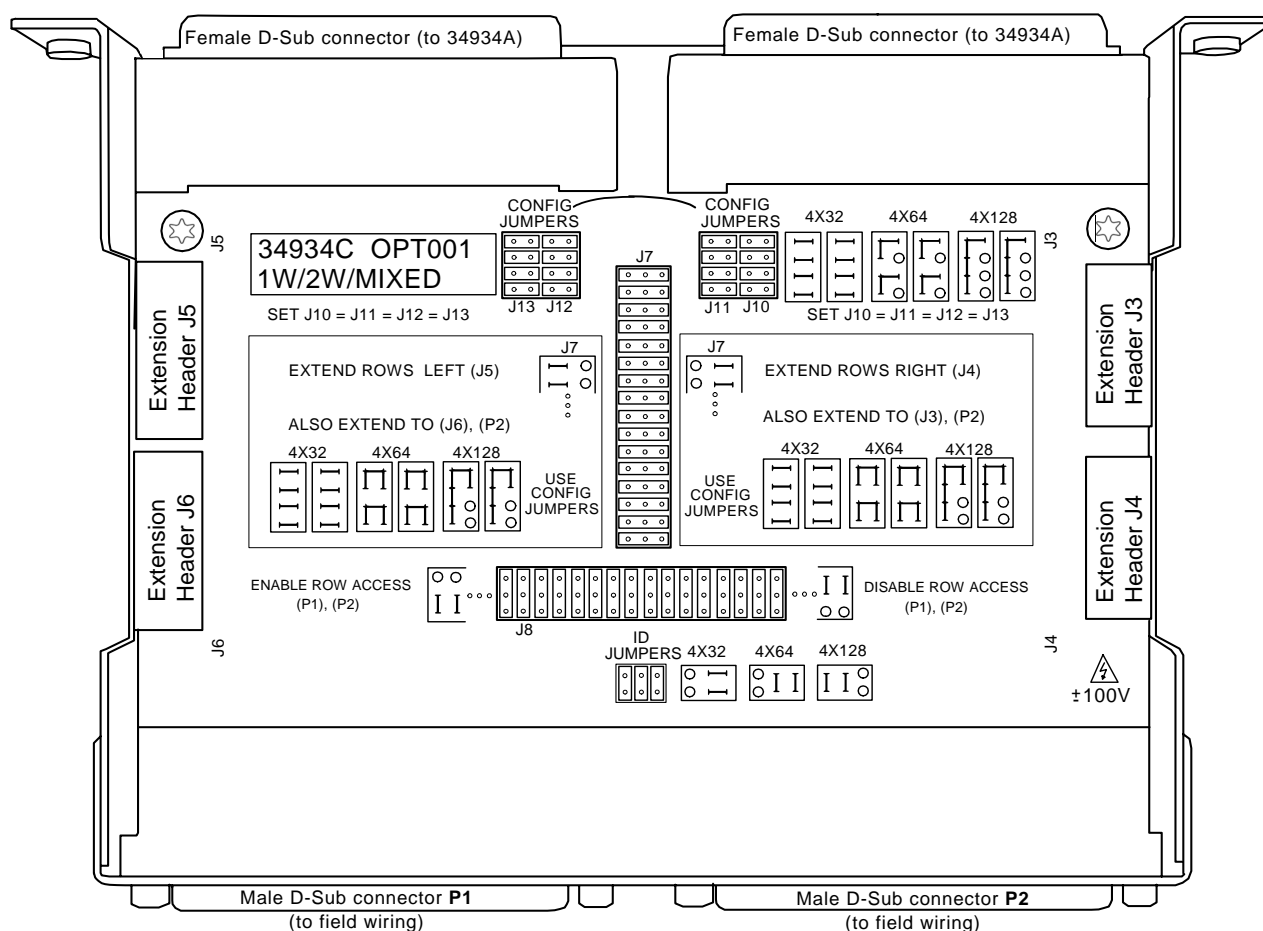 Female D-Sub connector (to 34934A)
Female D-Sub connector (to 34934A)
CONFIG
JUMPERS
CONFIG
JUMPERS
4X32
4X64
4X128
J5
J3
34934C OPT001
1W/2W/MIXED
J7
J13
J12
J11
J10
SET J10 = J11 = J12 = J13
SET J10 = J11 = J12 = J13
Extension
Header J5
Extension
Header J3
J7
EXTEND ROWS LEFT (J5)
J7
EXTEND ROWS RIGHT (J4)
ALSO EXTEND TO (J6), (P2)
ALSO EXTEND TO (J3), (P2)
4X32
4X64
4X128
4X32
4X64
4X128
USE
CONFIG
JUMPERS
USE
CONFIG
JUMPERS
Extension
Header J6
Extension
Header J4
ENABLE ROW ACCESS
(P1), (P2)
DISABLE ROW ACCESS
(P1), (P2)
J8
J6
J4
ID
JUMPERS
4X32
4X64
4X128
±100V
Male D-Sub connector P1
(to field wiring)
Male D-Sub connector P2
(to field wiring)